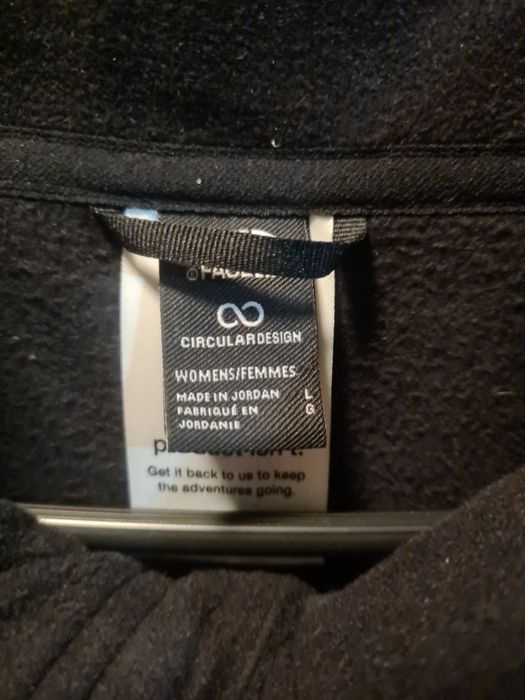 CIRCULARDESIGN
WOMENS/FEMMES
MADE IN JORDAN L
FABRIQUÉ EN G
JORDANIE
Get it back to us to keep
the adventures going.